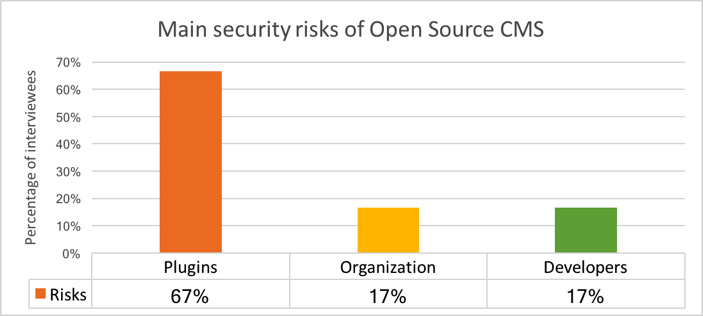 Main security risks of Open Source CMS
Percentage of interviewees
70%
60%
50%
40%
30%
20%
10%
0%
Plugins Organization Developers
Risks 67% 17% 17%